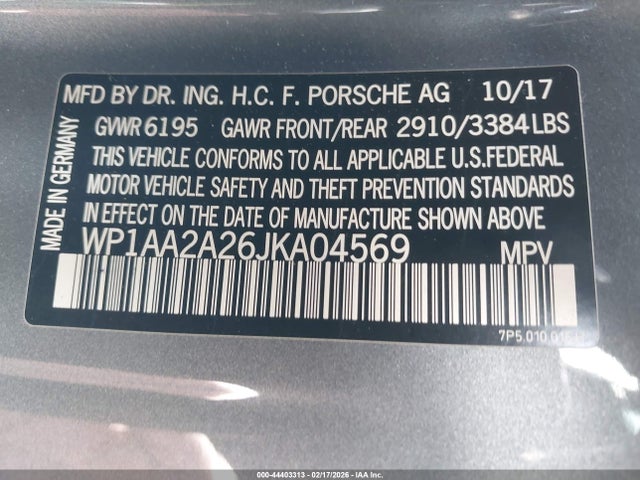 MFD BY DR. ING. H.C. F. PORSCHE AG 10/17
GVWR 6195 GAWR FRONT/REAR 2910/3384 LBS
THIS VEHICLE CONFORMS TO ALL APPLICABLE U.S. FEDERAL
MOTOR VEHICLE SAFETY AND THEFT PREVENTION STANDARDS
IN EFFECT ON THE DATE OF MANUFACTURE SHOWN ABOVE
WP1AA2A26JKA04569 MPV
MADE IN GERMANY
000-44403313 - 02/17/2026 - IAAI Inc.